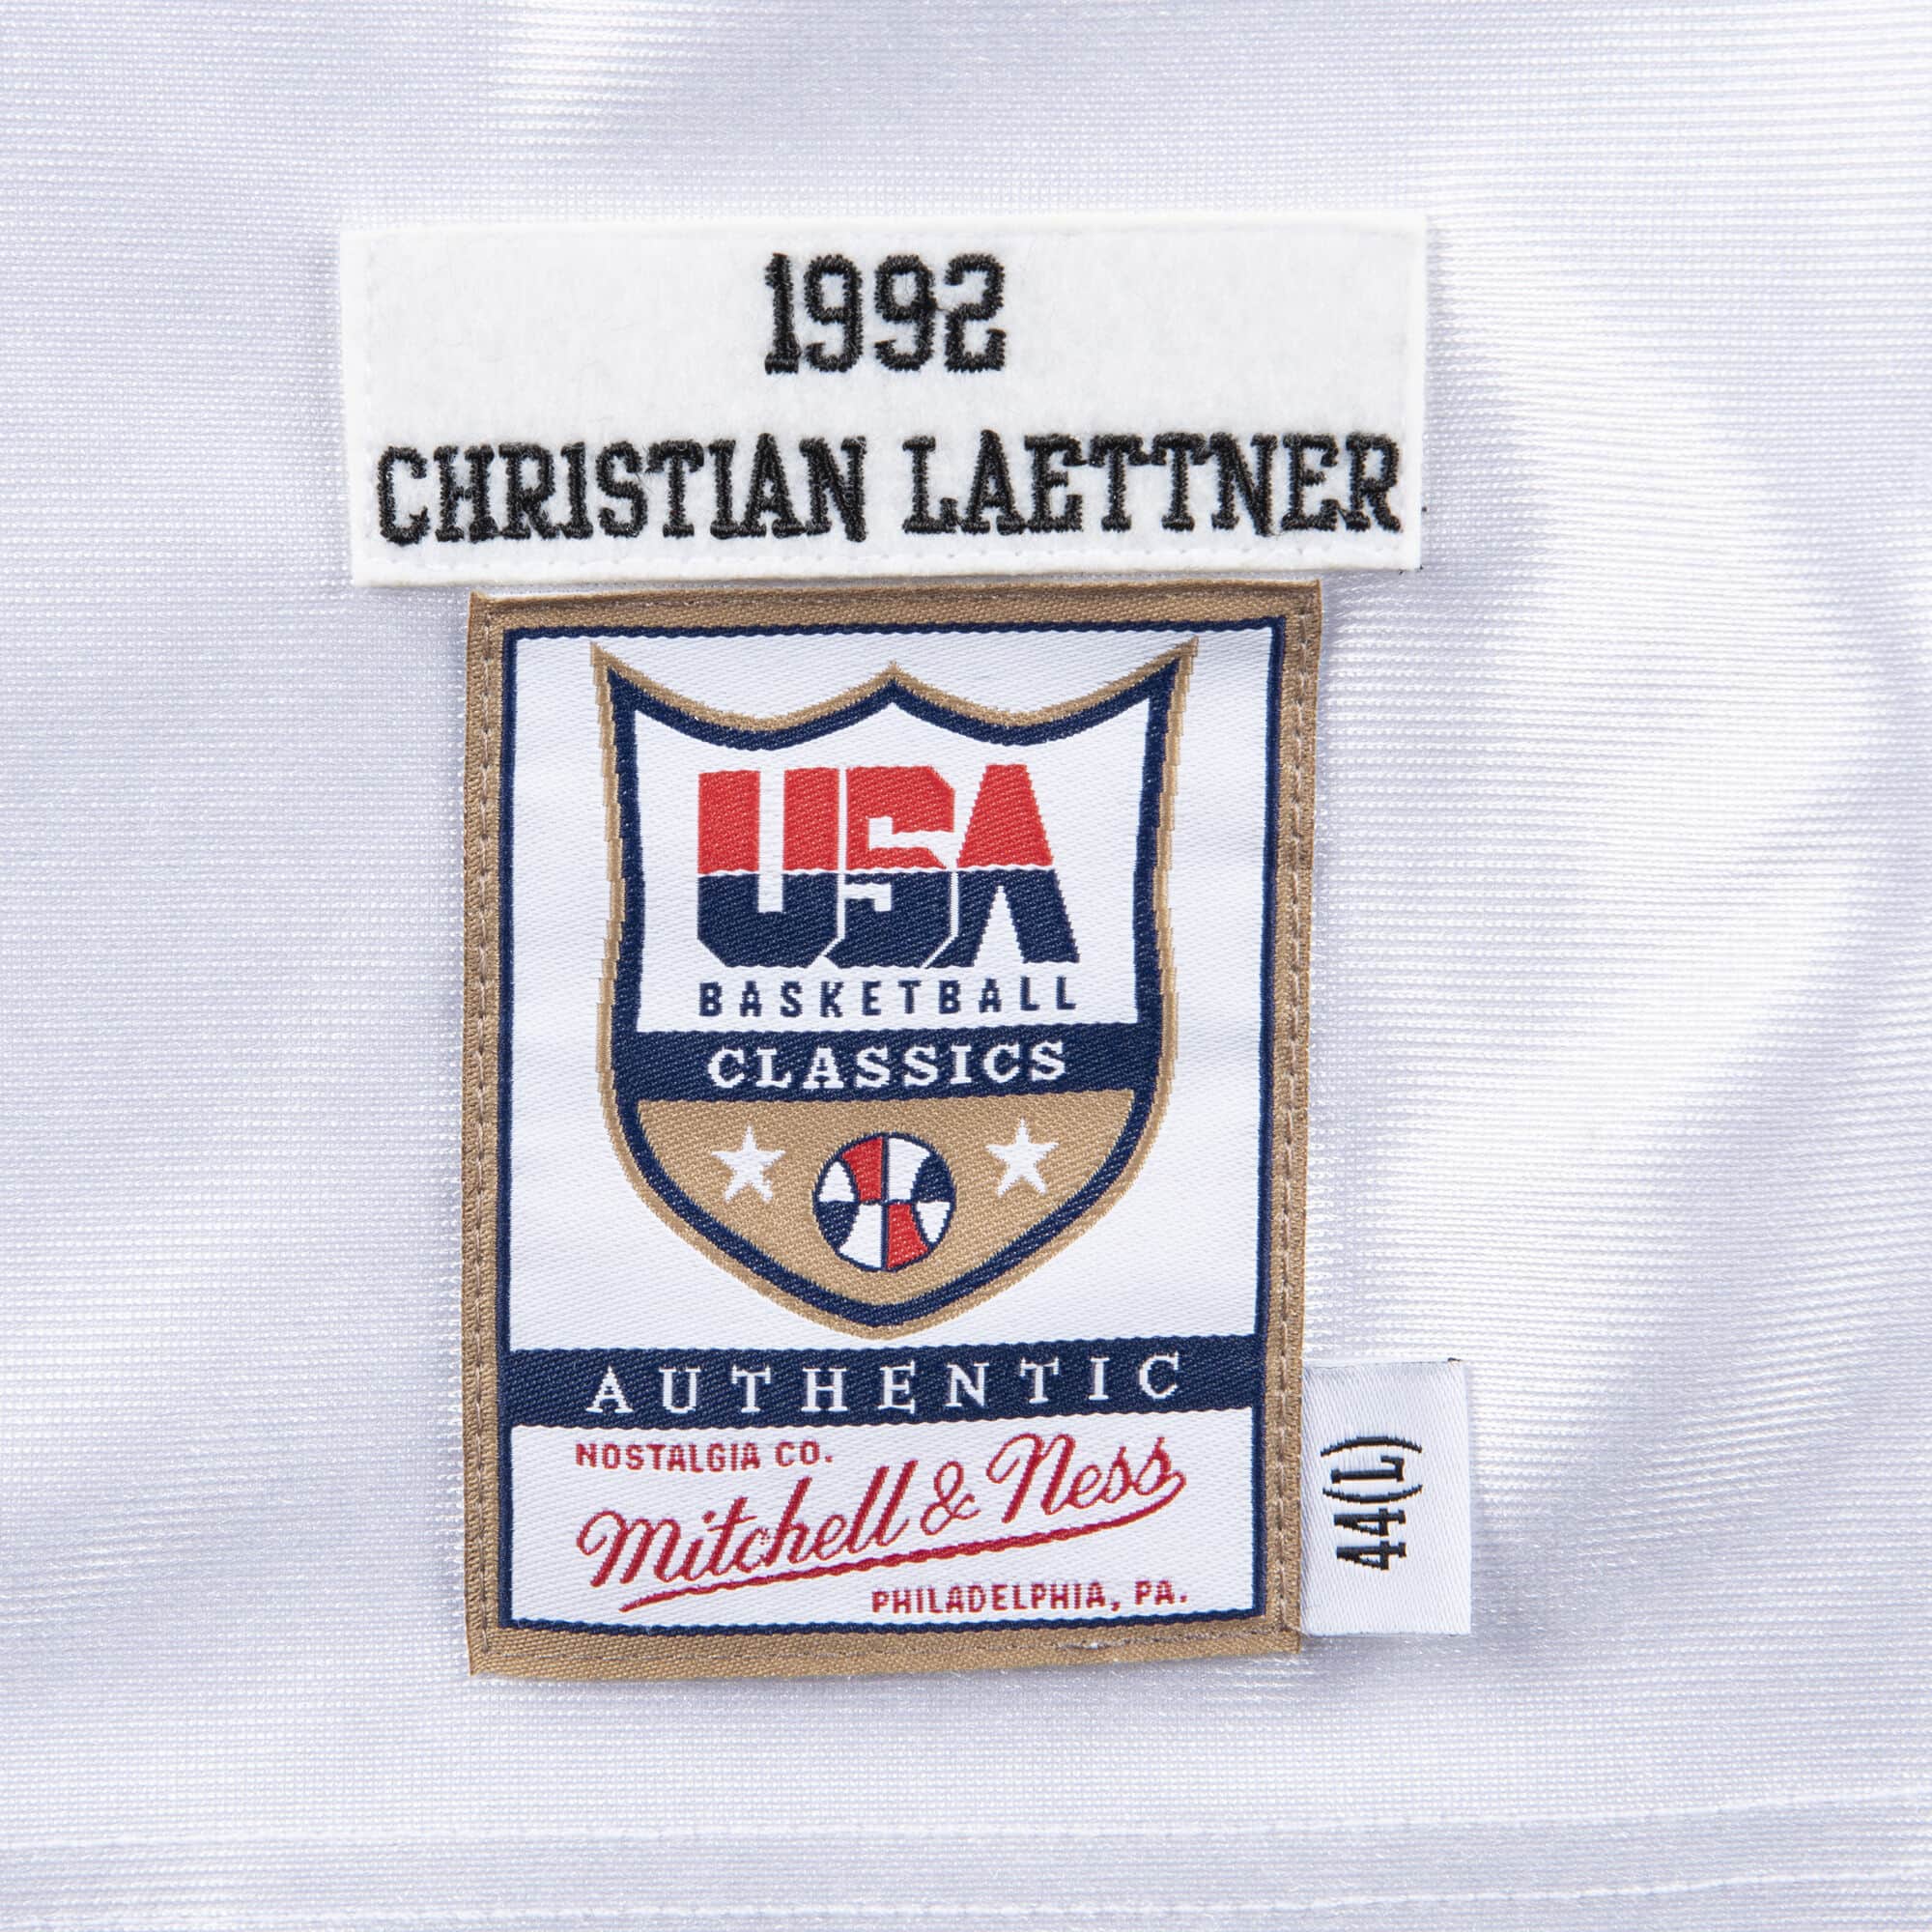 1992
CHRISTIAN LAETTNER
USA
BASKETBALL
CLASSICS
AUTHENTIC
NOSTALGIA CO.
Mitchell & Ness
PHILADELPHIA, PA.
44(L)